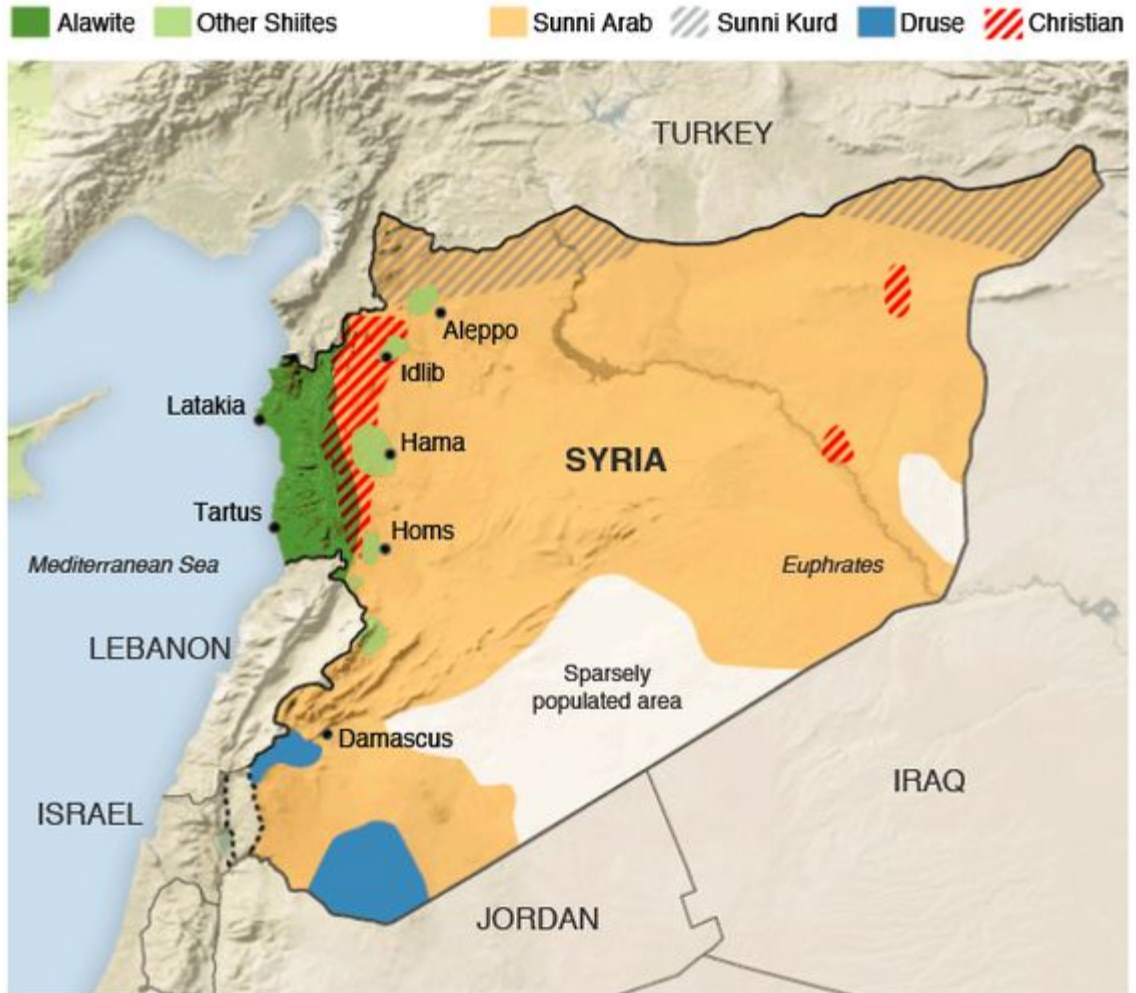 Alawite
Other Shiites
Sunni Arab
Sunni Kurd
Druse
Christian
TURKEY
Aleppo
Idlib
Latakia
Hama
SYRIA
Tartus
Homs
Mediterranean Sea
Euphrates
LEBANON
Sparsely
populated area
Damascus
IRAQ
ISRAEL
JORDAN